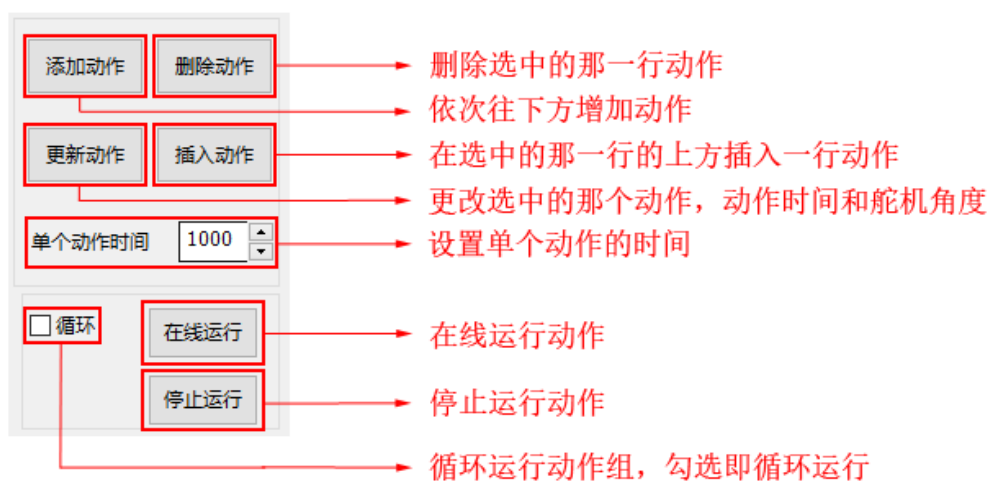 添加动作
删除动作
删除选中的那一行动作
依次往下方增加动作
更新动作
插入动作
在选中的那一行的上方插入一行动作
更改选中的那个动作，动作时间和舵机角度
单个动作时间
1000
设置单个动作的时间
循环
在线运行
在线运行动作
停止运行
停止运行动作
循环运行动作组，勾选即循环运行